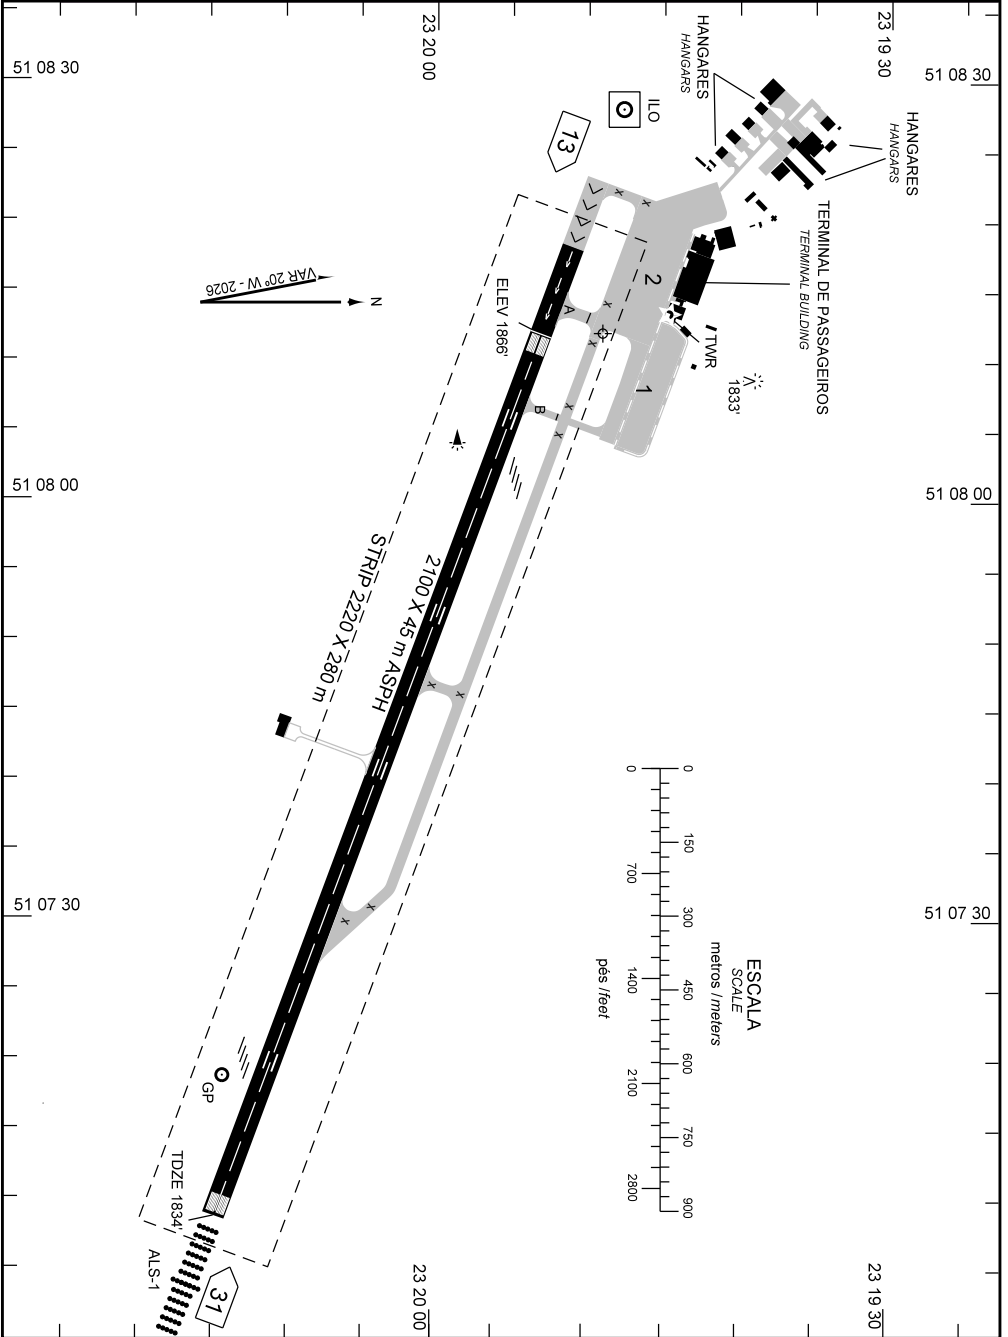 23 20 00
23 19 30
51 08 30
51 08 30
HANGARES
HANGARS
HANGARES
HANGARS
ILO
13
TERMINAL DE PASSAGEIROS
TERMINAL BUILDING
2
VAR 20º W - 2026
N
ELEV 1866'
A
TWR
1833'
1
B
51 08 00
51 08 00
STRIP 2220 X 280 m
2100 X 45 m ASPH
51 07 30
51 07 30
ESCALA
SCALE
metros /meters
0 150 300 450 600 750 900
0 700 1400 2100 2800
pés /feet
GP
TDZE 1834'
ALS-1
31
23 20 00
23 19 30